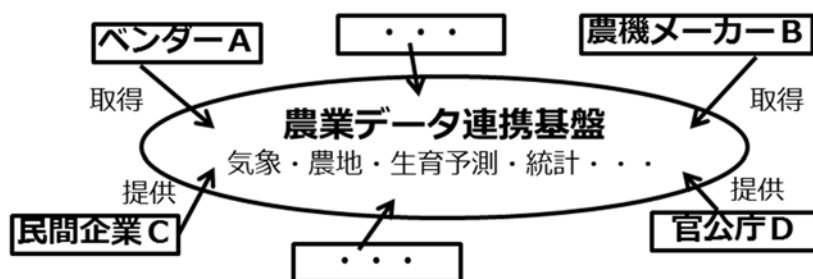 ベンダーA
・・・
農機メーカーB
取得
取得
農業データ連携基盤
気象・農地・生育予測・統計・・・
提供
提供
民間企業C
官公庁D
・・・